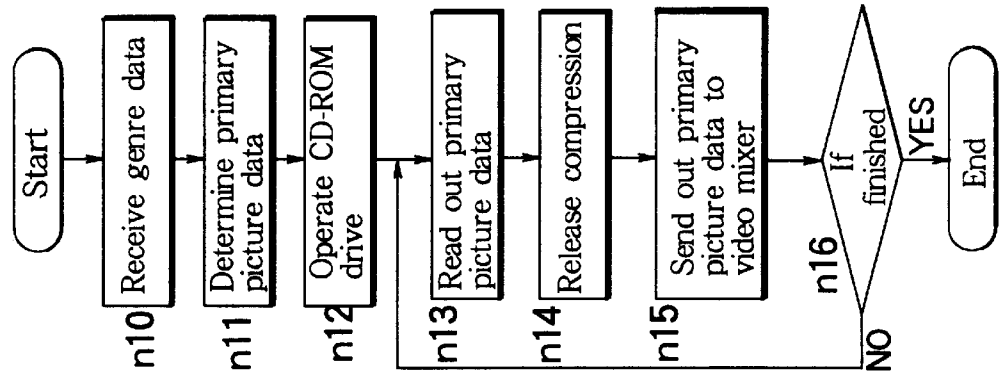 Start
n10
Receive genre data
n11
Determine primary
picture data
n12
Operate CD-ROM
drive
n13
Read out primary
picture data
n14
Release compression
n15
Send out primary
picture data to
video mixer
n16
If
finished
NO
YES
End